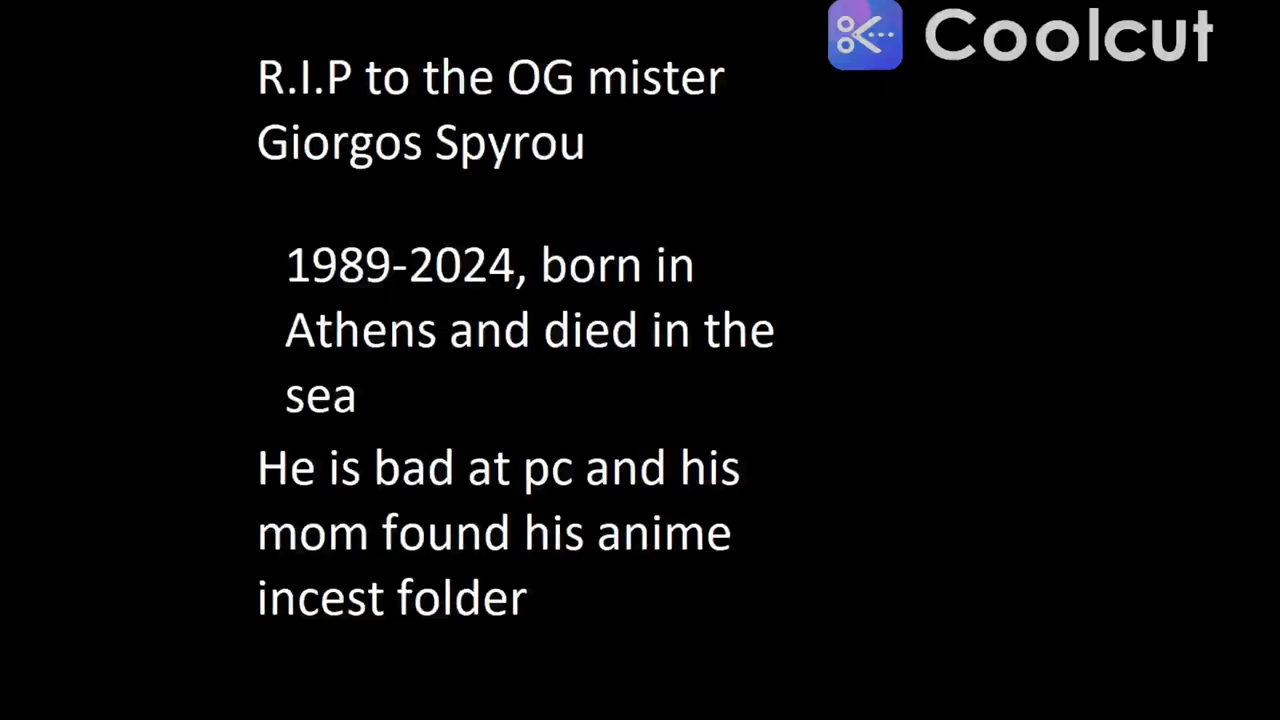 Coolcut
R.I.P to the OG mister
Giorgos Spyrou
1989-2024, born in
Athens and died in the
sea
He is bad at pc and his
mom found his anime
incest folder